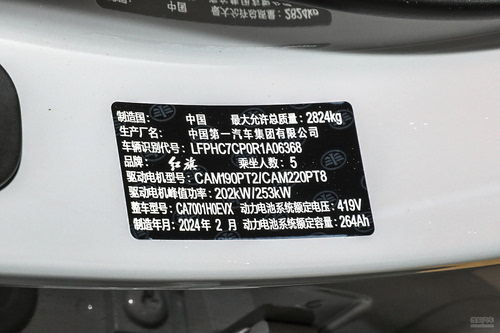 制造国： 中国 最大允许总质量：2824kg
生产厂名： 中国第一汽车集团有限公司
车辆识别代号：LFPHC7CP0R1A06368
品牌： 红旗 乘坐人数：5
驱动电机型号：CAM190PT2/CAM220PT8
驱动电机峰值功率：202kW/253kW
整车型号：CA7001H0EVX 动力电池系统额定电压：419V
制造年月：2024年 2 月 动力电池系统额定容量：264Ah